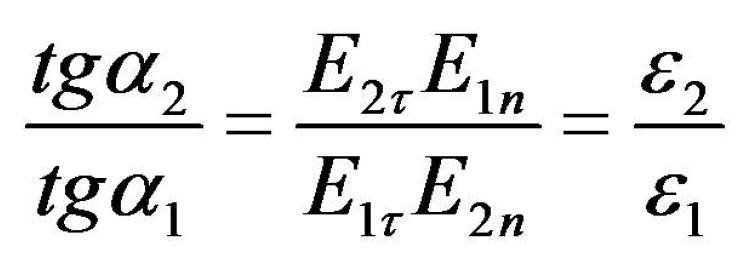 tgα₂/tgα₁ = E₂τE₁ₙ/E₁τE₂ₙ = ε₂/ε₁